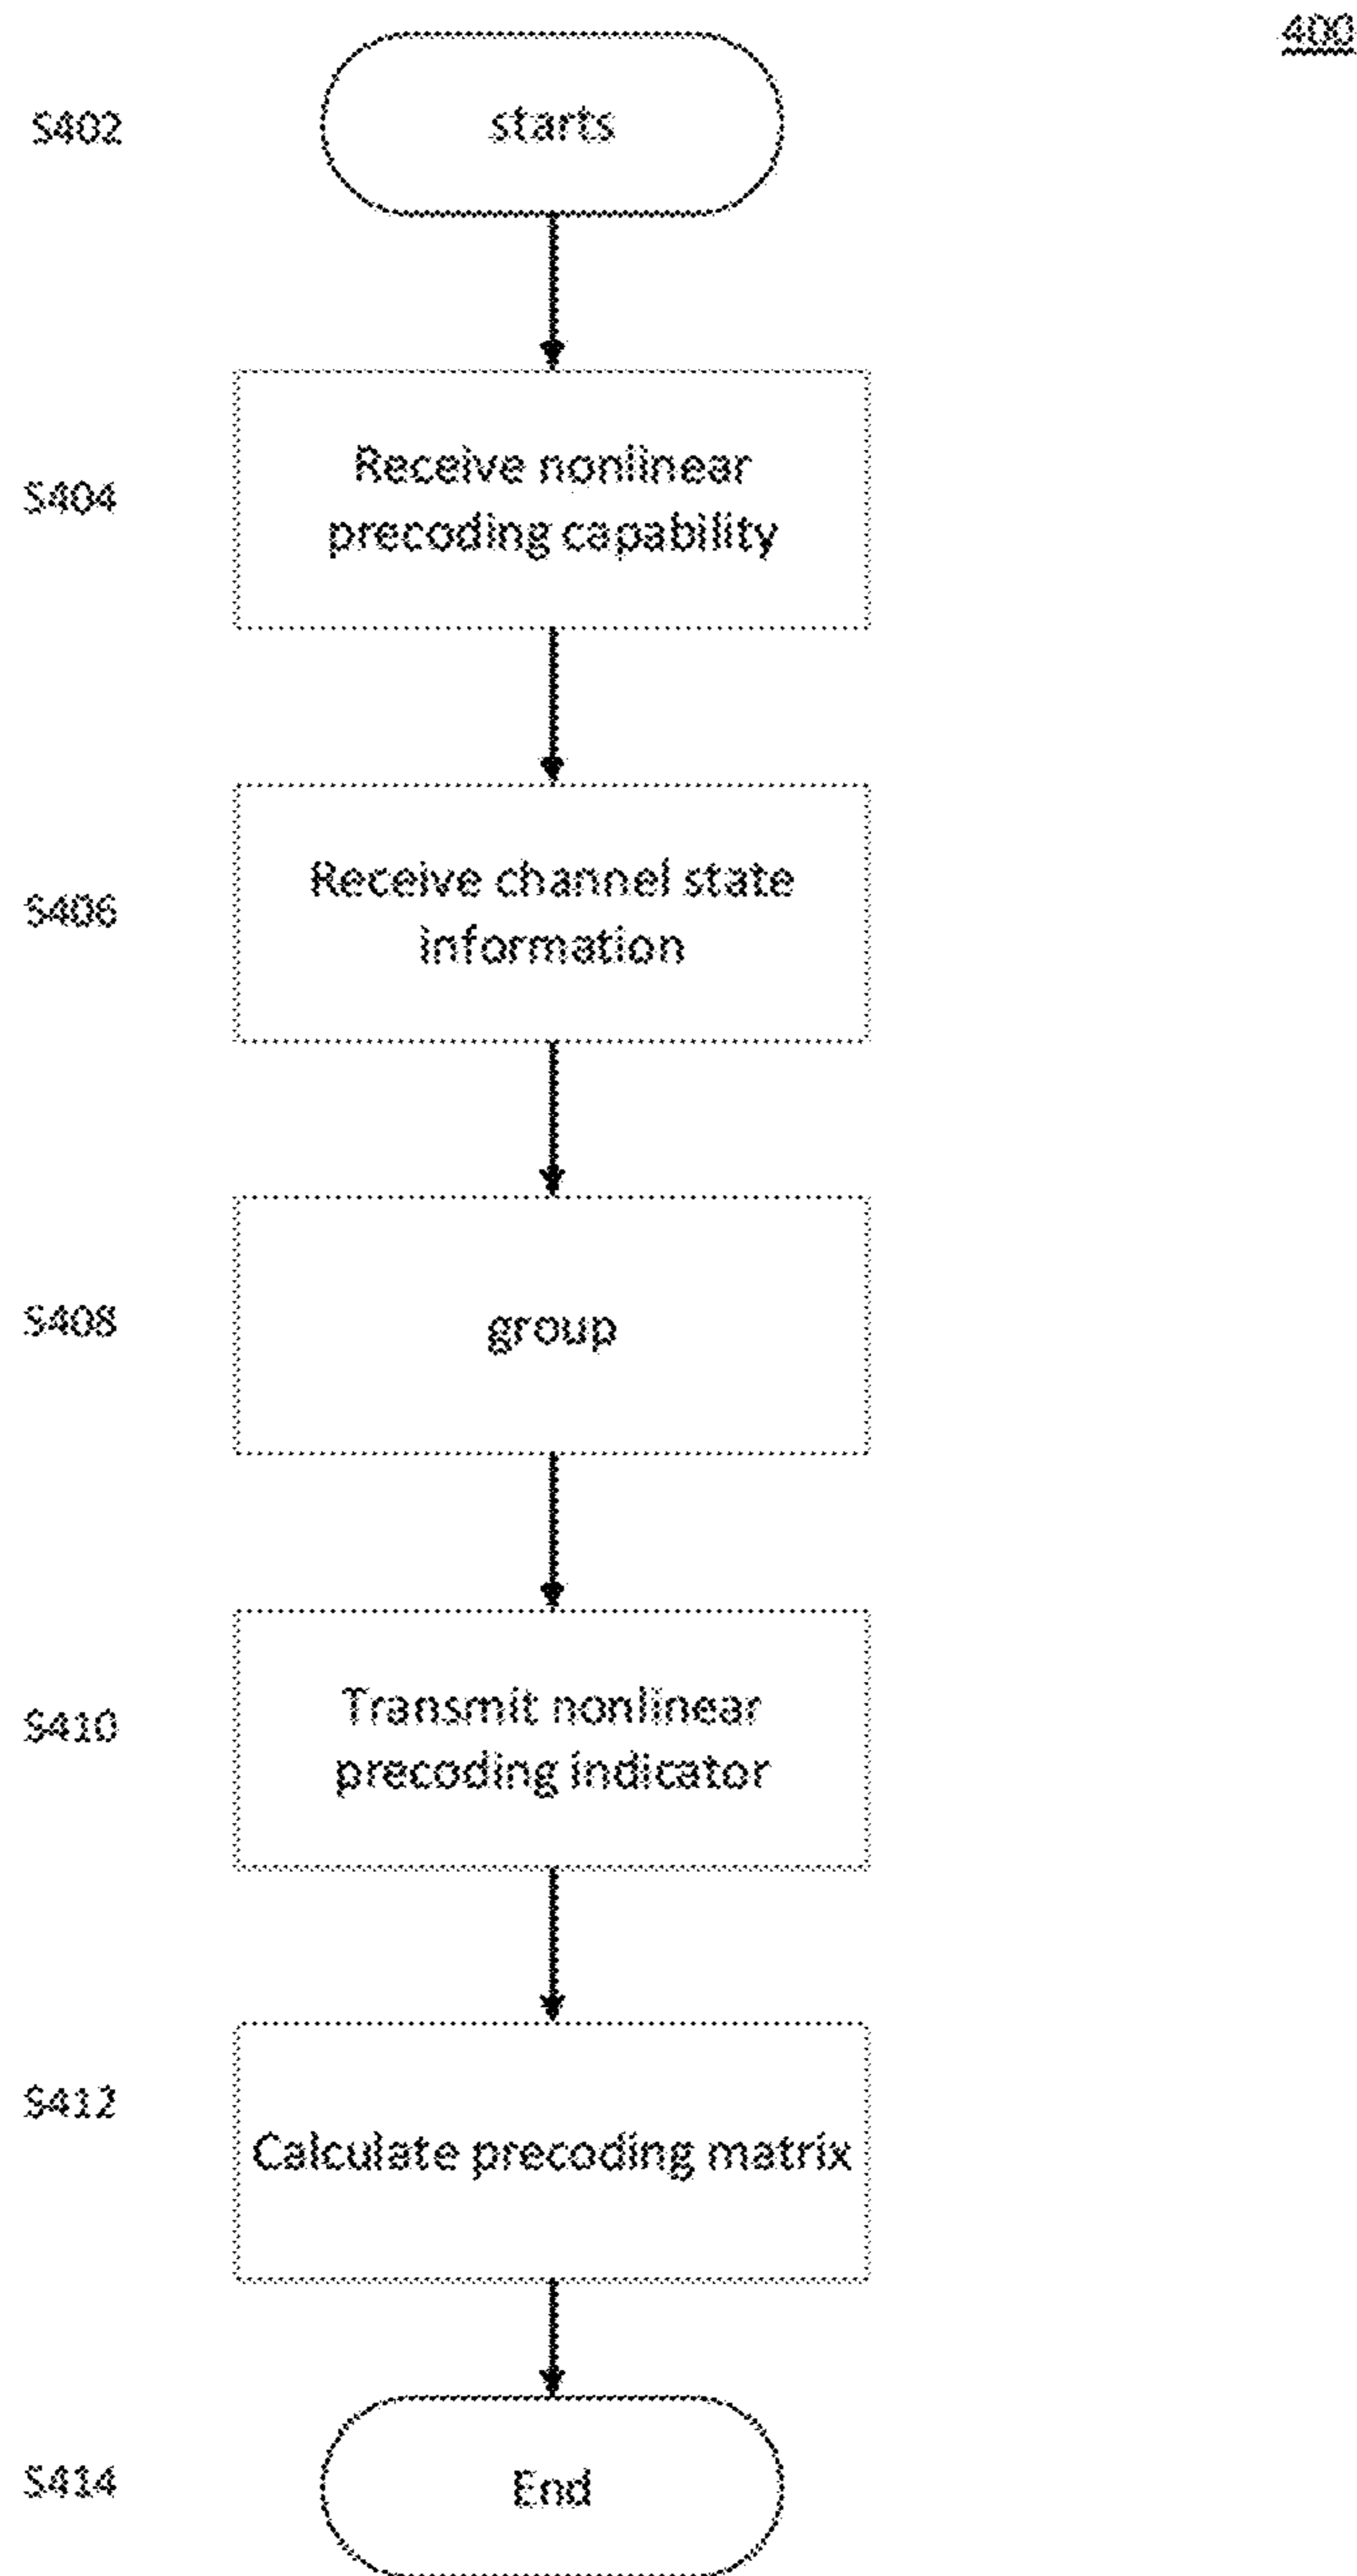 400
S402
starts
S404
Receive nonlinear
precoding capability
S406
Receive channel state
information
S408
group
S410
Transmit nonlinear
precoding indicator
S412
Calculate precoding matrix
S414
End